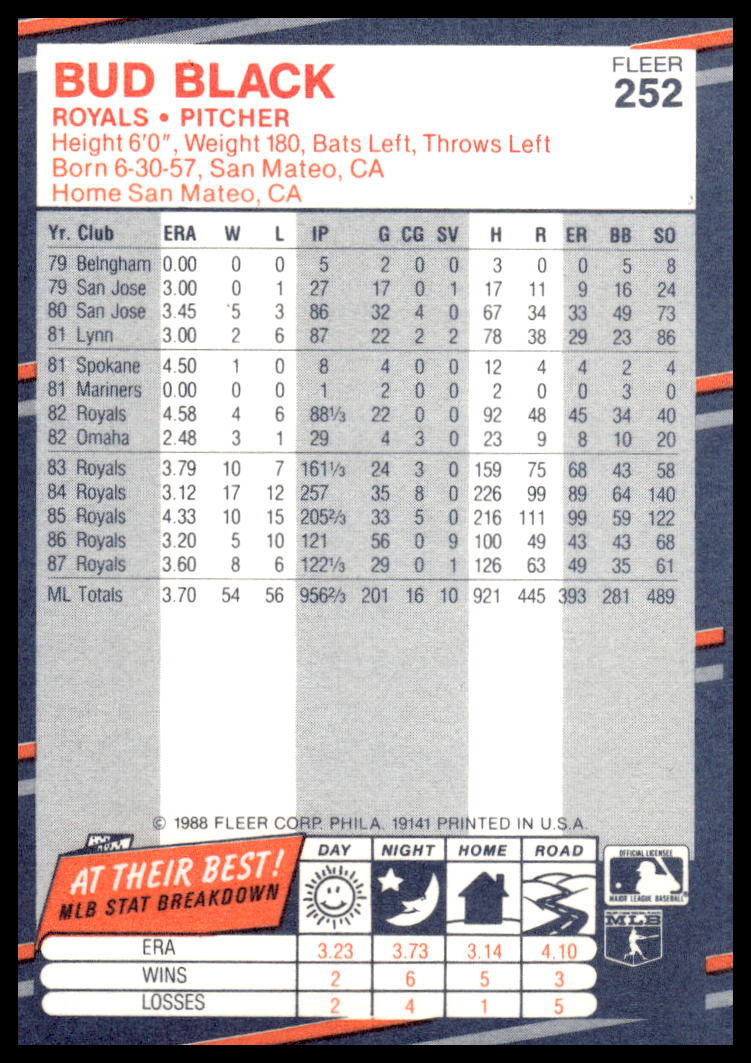 BUD BLACK
FLEER
252
ROYALS • PITCHER
Height 6'0", Weight 180, Bats Left, Throws Left
Born 6-30-57, San Mateo, CA
Home San Mateo, CA
Yr. Club ERA W L IP G CG SV H R ER BB SO
79 Belngham 0.00 0 0 5 2 0 0 3 0 0 5 8
79 San Jose 3.00 0 1 27 17 0 1 17 11 9 16 24
80 San Jose 3.45 5 3 86 32 4 0 67 34 33 49 73
81 Lynn 3.00 2 6 87 22 2 2 78 38 29 23 86
81 Spokane 4.50 1 0 8 4 0 0 12 4 4 2 4
81 Mariners 0.00 0 0 1 2 0 0 2 0 0 3 0
82 Royals 4.58 4 6 88⅓ 22 0 0 92 48 45 34 40
82 Omaha 2.48 3 1 29 4 3 0 23 9 8 10 20
83 Royals 3.79 10 7 161⅓ 24 3 0 159 75 68 43 58
84 Royals 3.12 17 12 257 35 8 0 226 99 89 64 140
85 Royals 4.33 10 15 205⅔ 33 5 0 216 111 99 59 122
86 Royals 3.20 5 10 121 56 0 9 100 49 43 43 68
87 Royals 3.60 8 6 122⅓ 29 0 1 126 63 49 35 61
ML Totals 3.70 54 56 956⅔ 201 16 10 921 445 393 281 489
© 1988 FLEER CORP. PHILA. 19141 PRINTED IN U.S.A.
AT THEIR BEST!
MLB STAT BREAKDOWN
DAY NIGHT HOME ROAD
ERA 3.23 3.73 3.14 4.10
WINS 2 6 5 3
LOSSES 2 4 1 5
OFFICIAL LICENSEE
MAJOR LEAGUE BASEBALL
MLB